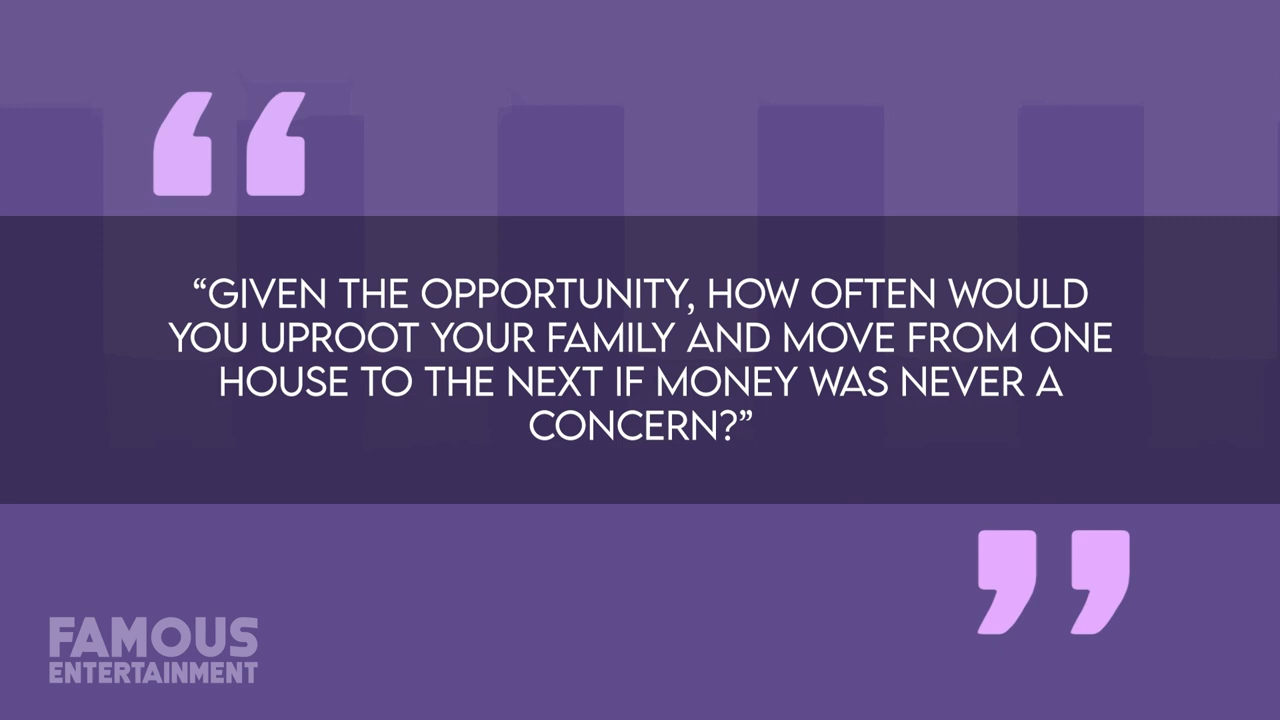 “GIVEN THE OPPORTUNITY, HOW OFTEN WOULD
YOU UPROOT YOUR FAMILY AND MOVE FROM ONE
HOUSE TO THE NEXT IF MONEY WAS NEVER A
CONCERN?”
FAMOUS
ENTERTAINMENT